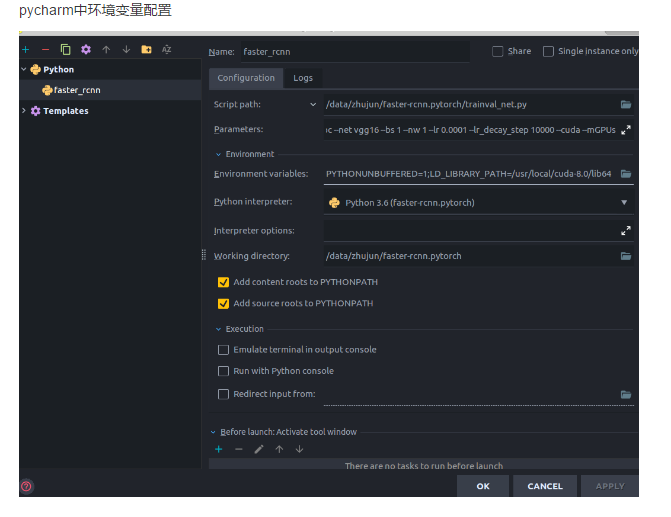 pycharm中环境变量配置
Name: faster_rcnn
Share
Single instance only
Python
faster_rcnn
Templates
Configuration
Logs
Script path: /data/zhujun/faster-rcnn.pytorch/trainval_net.py
Parameters: oc --net vgg16 --bs 1 --nw 1 --lr 0.0001 --lr_decay_step 10000 --cuda --mGPUs
Environment
Environment variables: PYTHONUNBUFFERED=1;LD_LIBRARY_PATH=/usr/local/cuda-8.0/lib64
Python interpreter: Python 3.6 (faster-rcnn.pytorch)
Interpreter options:
Working directory: /data/zhujun/faster-rcnn.pytorch
Add content roots to PYTHONPATH
Add source roots to PYTHONPATH
Execution
Emulate terminal in output console
Run with Python console
Redirect input from:
Before launch: Activate tool window
There are no tasks to run before launch
OK
CANCEL
APPLY